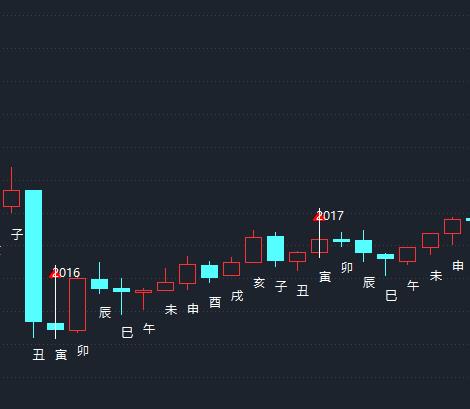 子
丑
2016
寅
卯
辰
巳
午
未
申
酉
戌
亥
子
丑
2017
寅
卯
辰
巳
午
未
申